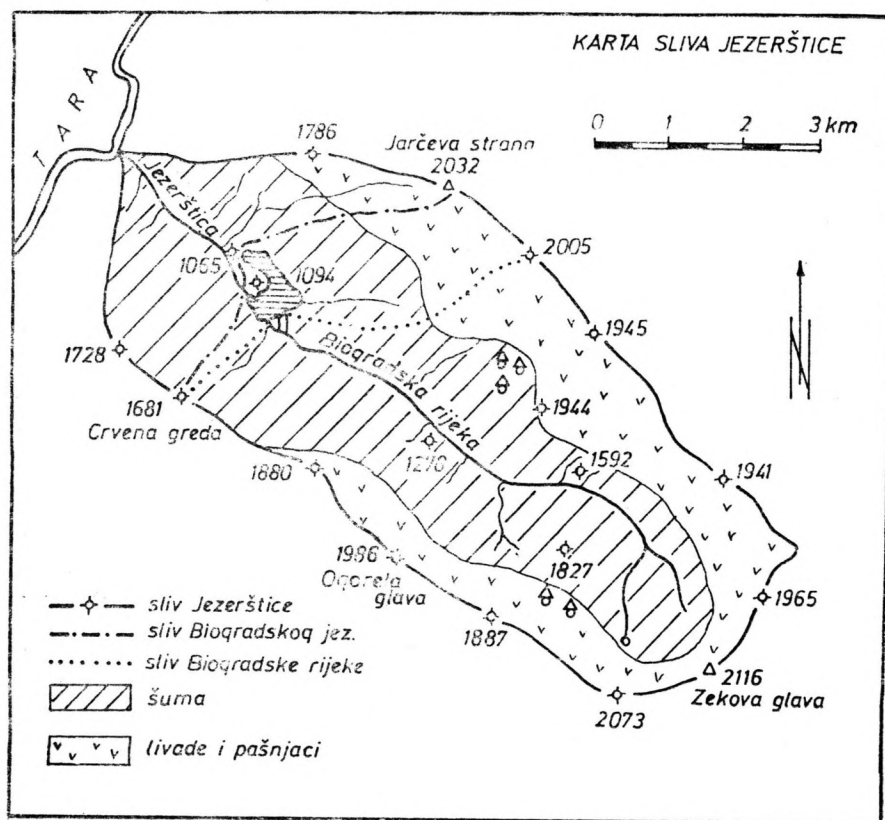 KARTA SLIVA JEZERŠTICE
TARA
0 1 2 3 km
1786
Jarčeva strana
2032
Jezerštica
2005
1065
1094
1945
Biogradska rijeka
1728
1681
Crvena greda
1944
1270
1592
1880
1941
1986
Ogorela
glava
1827
1965
1887
2116
Zekova glava
2073
N
sliv Jezerštice
sliv Biogradskog jez.
sliv Biogradske rijeke
šuma
livade i pašnjaci